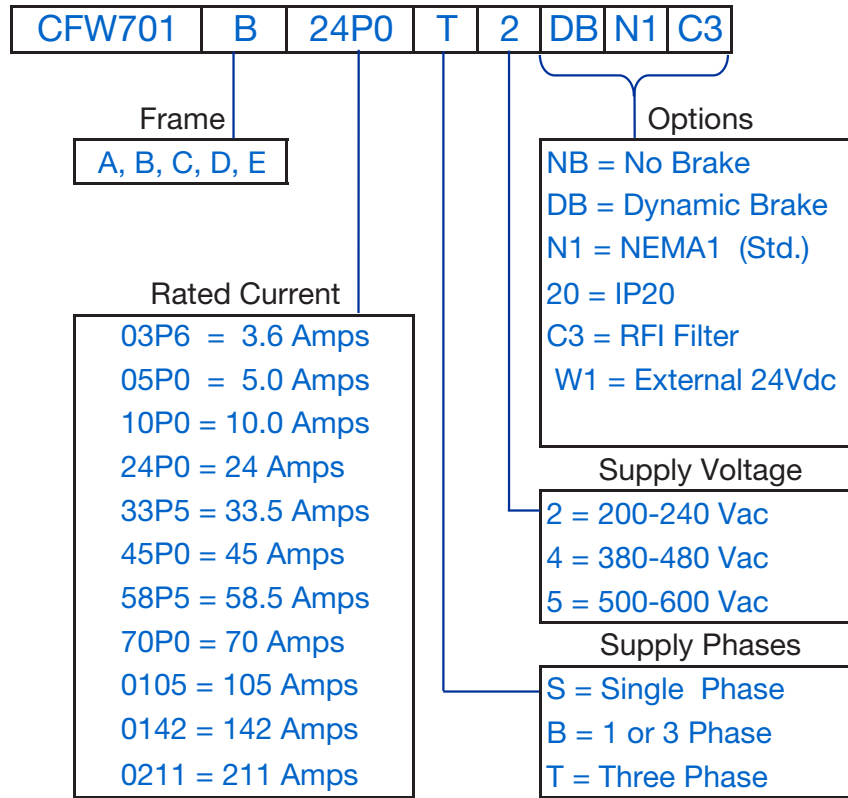 CFW701 B 24P0 T 2 DB N1 C3
Frame
A, B, C, D, E
Rated Current
03P6 = 3.6 Amps
05P0 = 5.0 Amps
10P0 = 10.0 Amps
24P0 = 24 Amps
33P5 = 33.5 Amps
45P0 = 45 Amps
58P5 = 58.5 Amps
70P0 = 70 Amps
0105 = 105 Amps
0142 = 142 Amps
0211 = 211 Amps
Options
NB = No Brake
DB = Dynamic Brake
N1 = NEMA1 (Std.)
20 = IP20
C3 = RFI Filter
W1 = External 24Vdc
Supply Voltage
2 = 200-240 Vac
4 = 380-480 Vac
5 = 500-600 Vac
Supply Phases
S = Single Phase
B = 1 or 3 Phase
T = Three Phase